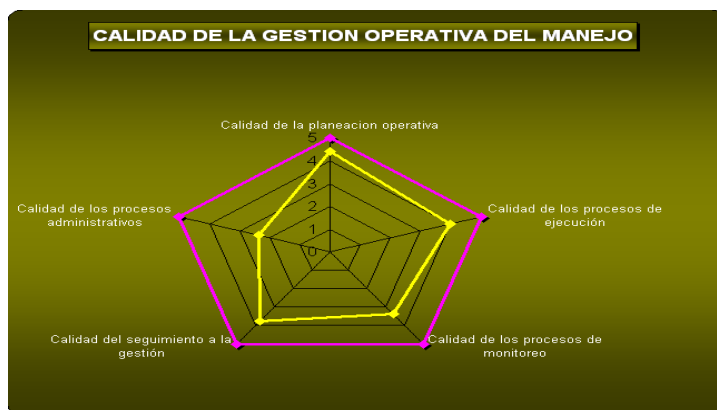 CALIDAD DE LA GESTION OPERATIVA DEL MANEJO
Calidad de la planeacion operativa
5
4
3
2
1
0
Calidad de los procesos de
ejecución
Calidad de los procesos de
monitoreo
Calidad del seguimiento a la
gestión
Calidad de los procesos
administrativos